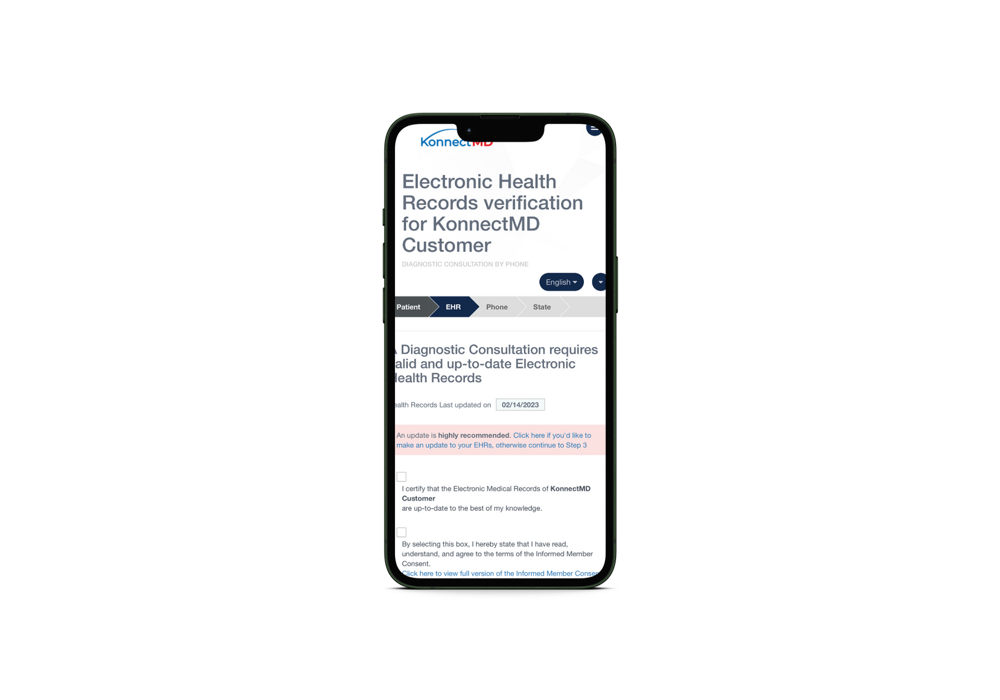 KonnectMD
Electronic Health
Records verification
for KonnectMD
Customer
DIAGNOSTIC CONSULTATION BY PHONE
English
Patient
EHR
Phone
State
Diagnostic Consultation requires
alid and up-to-date Electronic
ealth Records
ealth Records Last updated on 02/14/2023
An update is highly recommended. Click here if you'd like to
make an update to your EHRs, otherwise continue to Step 3
I certify that the Electronic Medical Records of KonnectMD
Customer
are up-to-date to the best of my knowledge.
By selecting this box, I hereby state that I have read,
understand, and agree to the terms of the Informed Member
Consent.
Click here to view full version of the Informed Member Consen